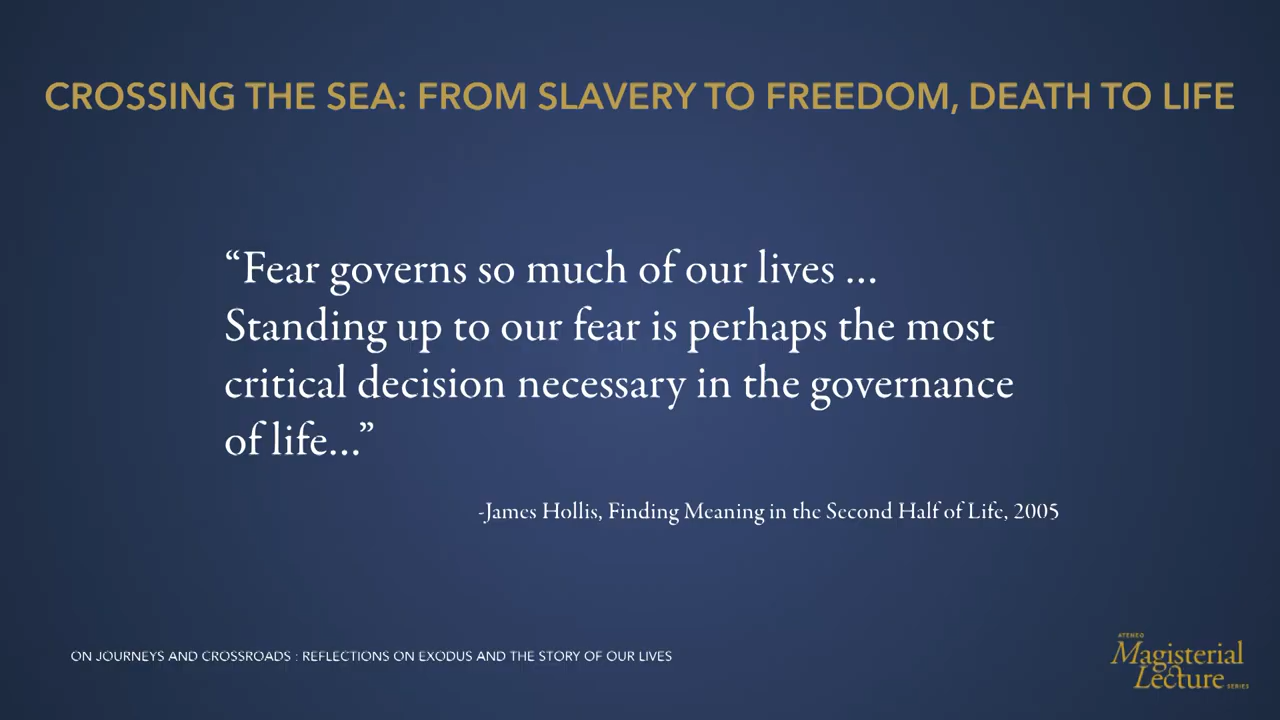 CROSSING THE SEA: FROM SLAVERY TO FREEDOM, DEATH TO LIFE
“Fear governs so much of our lives ...
Standing up to our fear is perhaps the most
critical decision necessary in the governance
of life...”
-James Hollis, Finding Meaning in the Second Half of Life, 2005
ON JOURNEYS AND CROSSROADS : REFLECTIONS ON EXODUS AND THE STORY OF OUR LIVES
ATENEO
Magisterial
Lecture SERIES